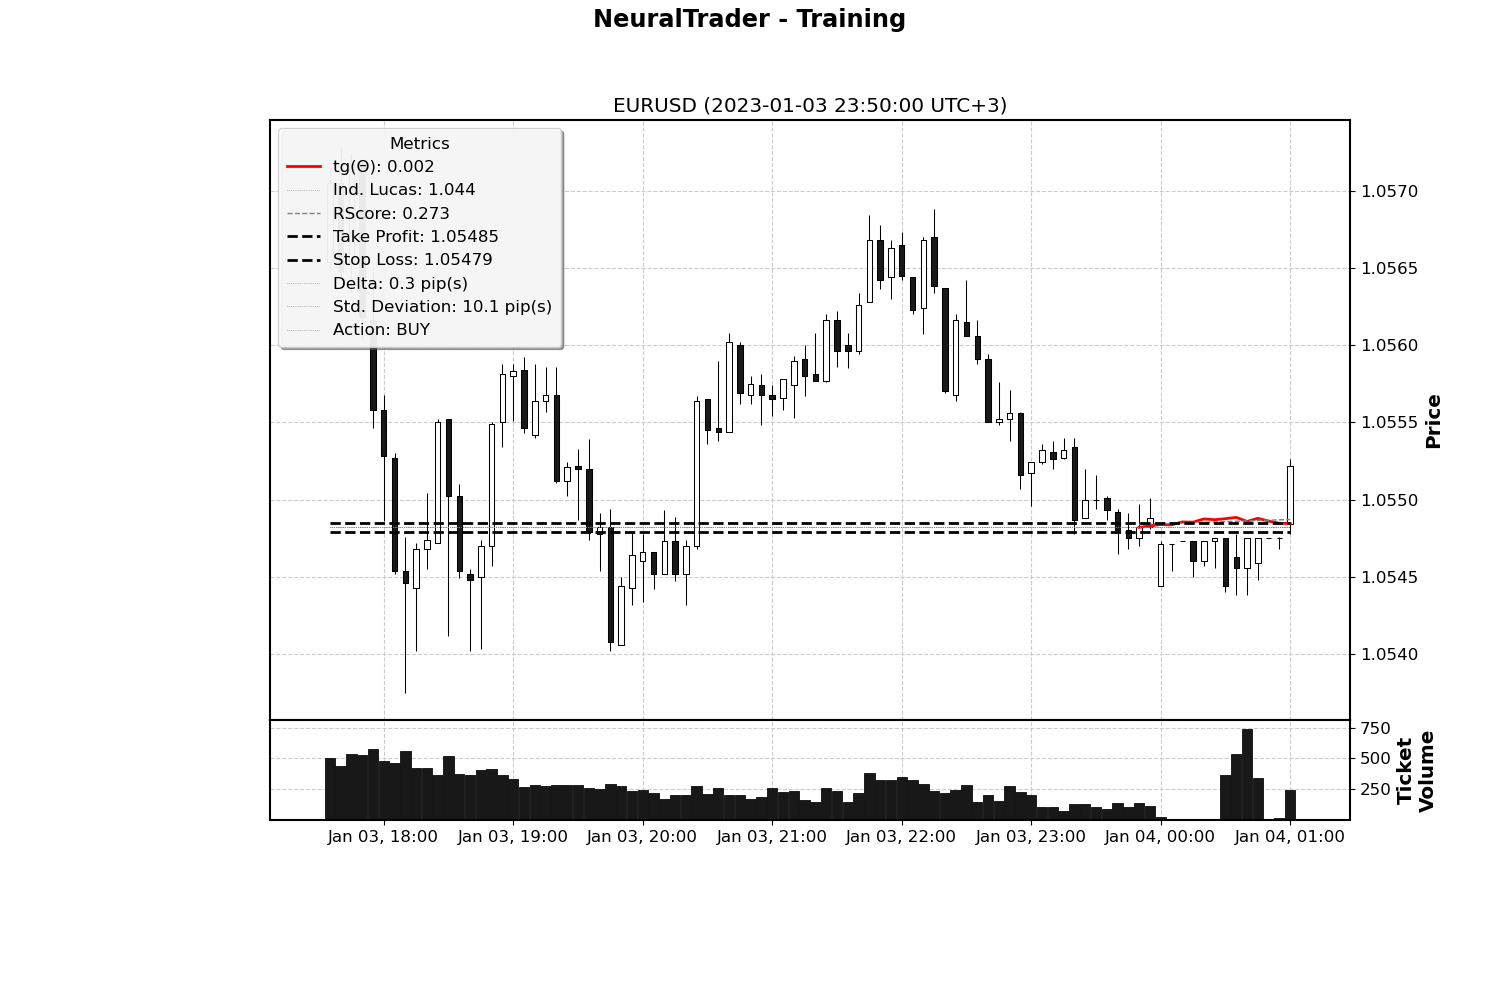 NeuralTrader - Training
EURUSD (2023-01-03 23:50:00 UTC+3)
Metrics
tg(Θ): 0.002
Ind. Lucas: 1.044
RScore: 0.273
Take Profit: 1.05485
Stop Loss: 1.05479
Delta: 0.3 pip(s)
Std. Deviation: 10.1 pip(s)
Action: BUY
1.0570
1.0565
1.0560
1.0555
1.0550
1.0545
1.0540
Price
750
500
250
Ticket
Volume
Jan 03, 18:00
Jan 03, 19:00
Jan 03, 20:00
Jan 03, 21:00
Jan 03, 22:00
Jan 03, 23:00
Jan 04, 00:00
Jan 04, 01:00